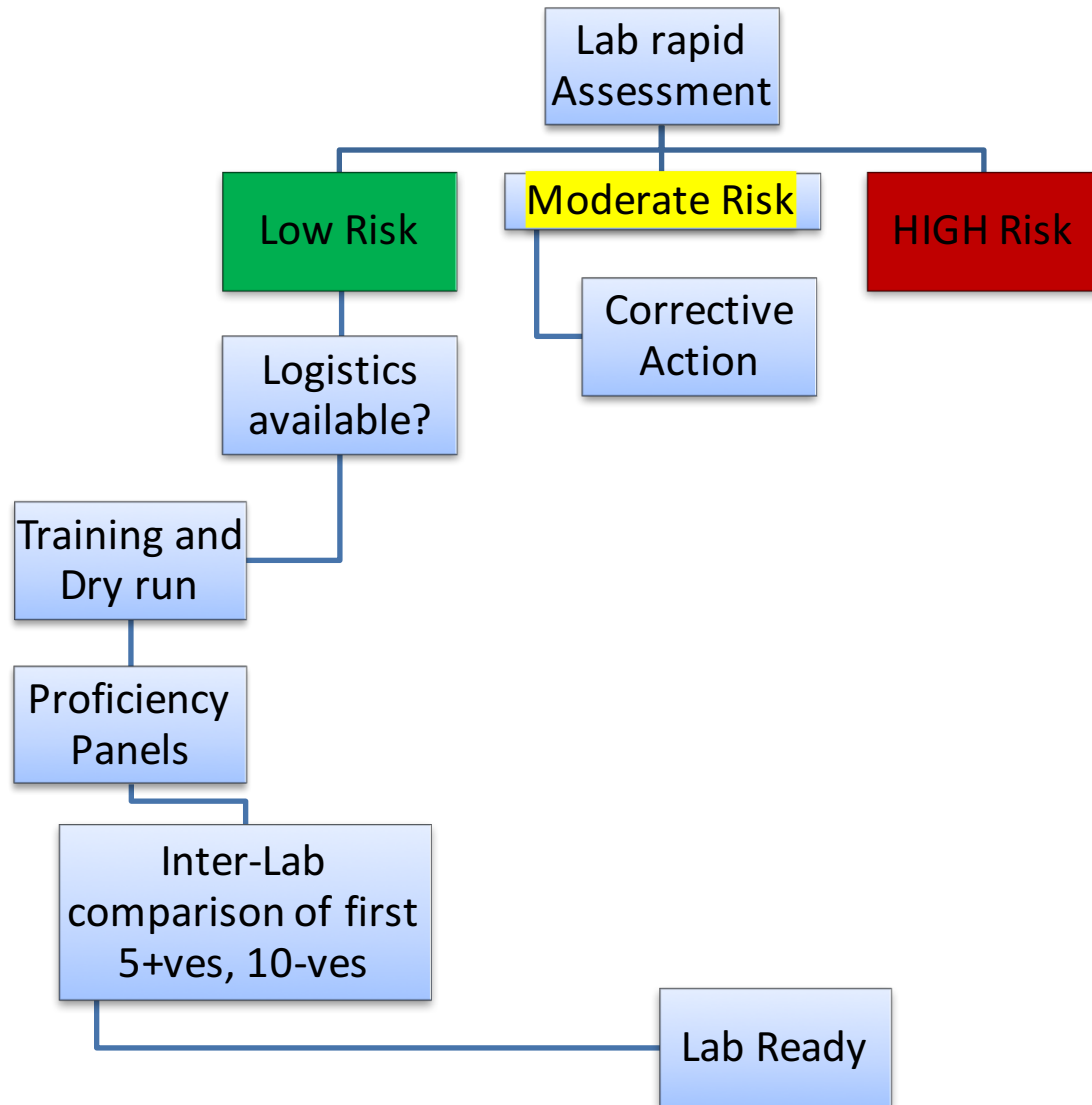 Lab rapid
Assessment
Low Risk
Moderate Risk
HIGH Risk
Logistics
available?
Corrective
Action
Training and
Dry run
Proficiency
Panels
Inter-Lab
comparison of first
5+ves, 10-ves
Lab Ready